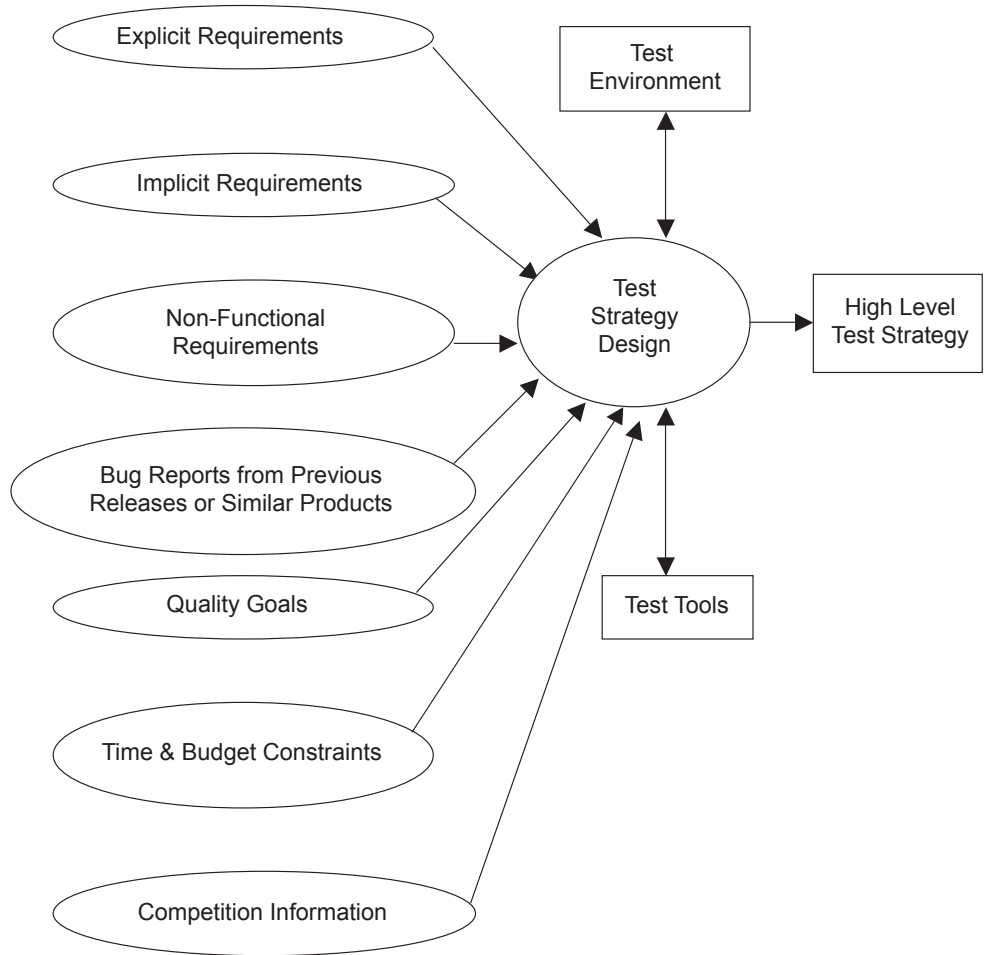 Explicit Requirements
Test
Environment
Implicit Requirements
Test
Strategy
Design
Non-Functional
Requirements
High Level
Test Strategy
Bug Reports from Previous
Releases or Similar Products
Quality Goals
Test Tools
Time & Budget Constraints
Competition Information